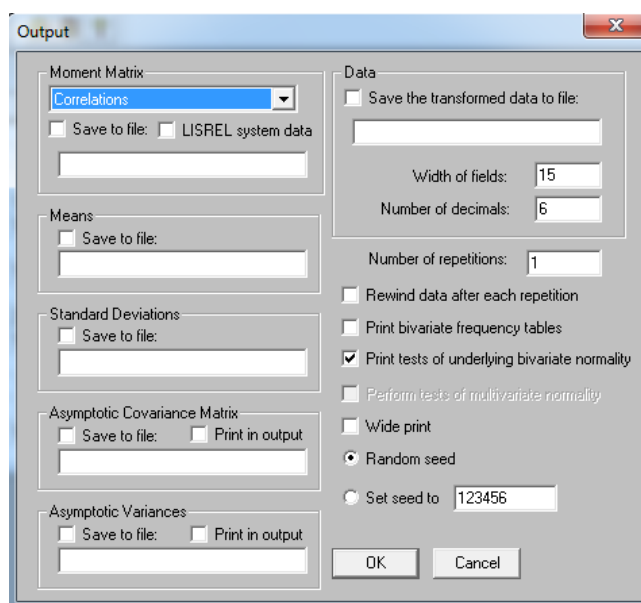 Output
Moment Matrix
Correlations
Save to file: LISREL system data
Means
Save to file:
Standard Deviations
Save to file:
Asymptotic Covariance Matrix
Save to file: Print in output
Asymptotic Variances
Save to file: Print in output
Data
Save the transformed data to file:
Width of fields: 15
Number of decimals: 6
Number of repetitions: 1
Rewind data after each repetition
Print bivariate frequency tables
Print tests of underlying bivariate normality
Perform tests of multivariate normality
Wide print
Random seed
Set seed to 123456
OK Cancel